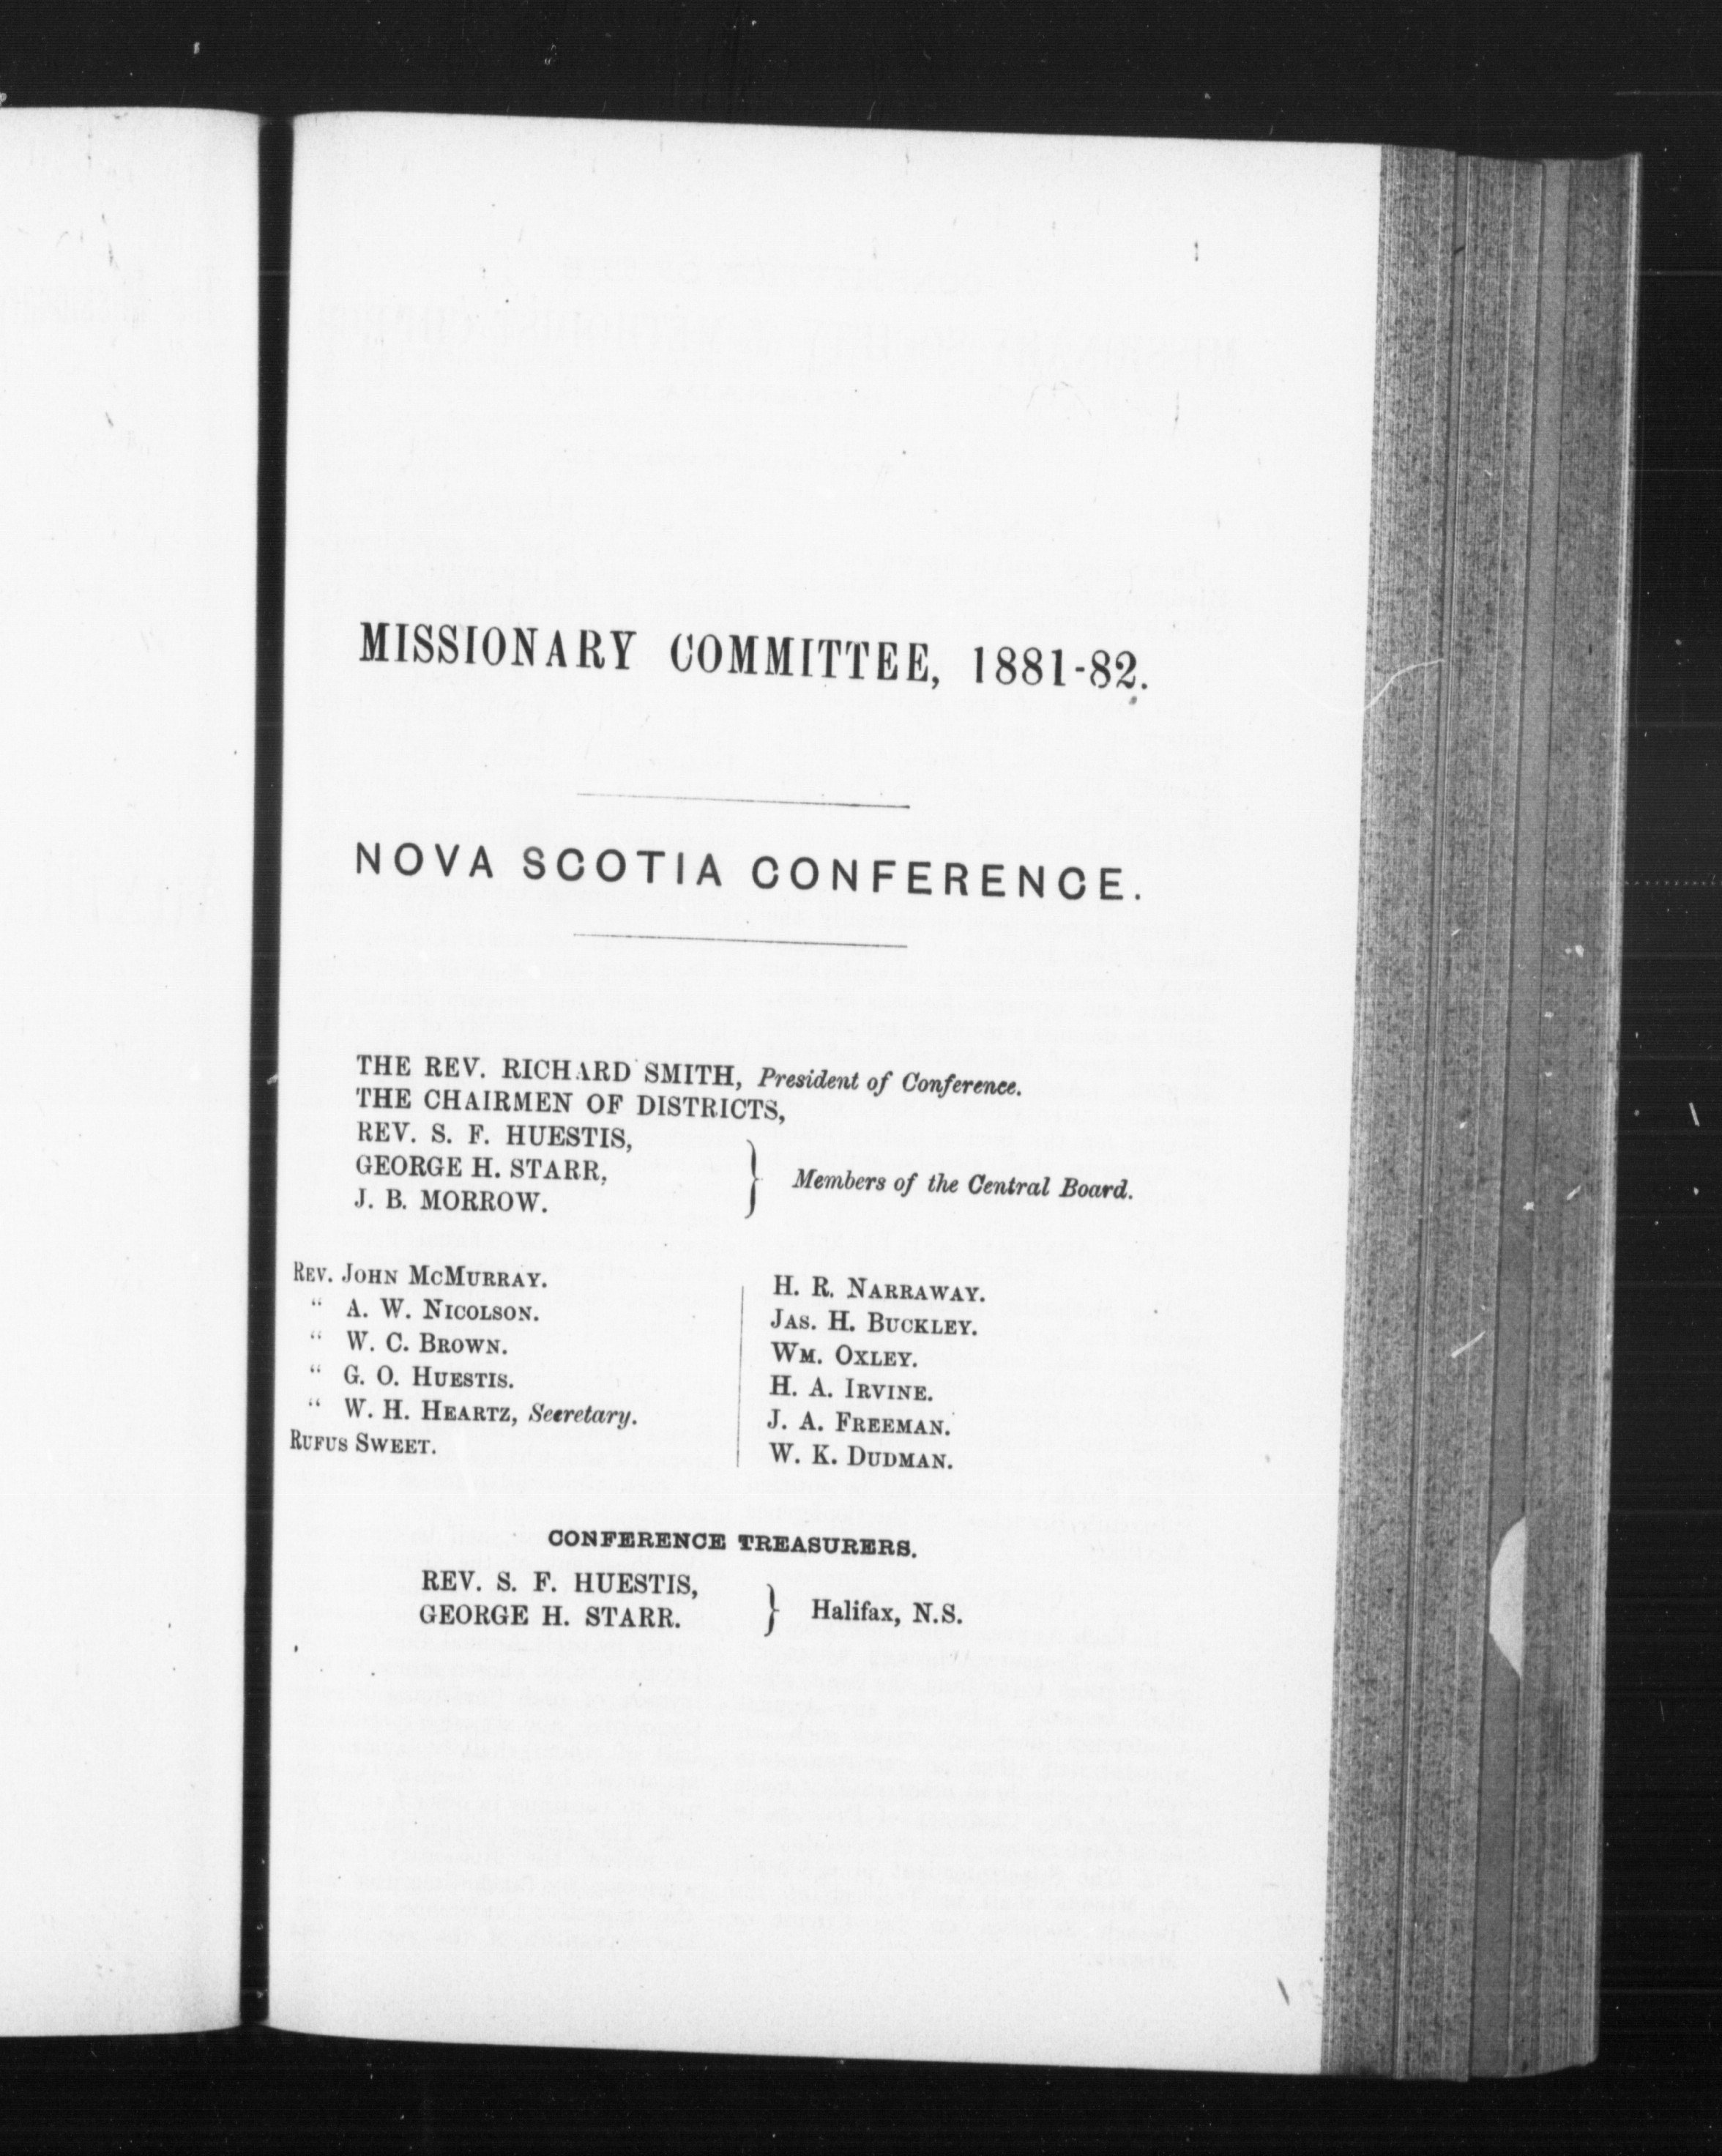 MISSIONARY COMMITTEE, 1881-82.
NOVA SCOTIA CONFERENCE.
THE REV. RICHARD SMITH, President of Conference.
THE CHAIRMEN OF DISTRICTS,
REV. S. F. HUESTIS,
GEORGE H. STARR,
J. B. MORROW.
} Members of the Central Board.
REV. JOHN MCMURRAY.
“ A. W. NICOLSON.
“ W. C. BROWN.
“ G. O. HUESTIS.
“ W. H. HEARTZ, Secretary.
RUFUS SWEET.
H. R. NARRAWAY.
JAS. H. BUCKLEY.
WM. OXLEY.
H. A. IRVINE.
J. A. FREEMAN.
W. K. DUDMAN.
CONFERENCE TREASURERS.
REV. S. F. HUESTIS,
GEORGE H. STARR.
} Halifax, N.S.